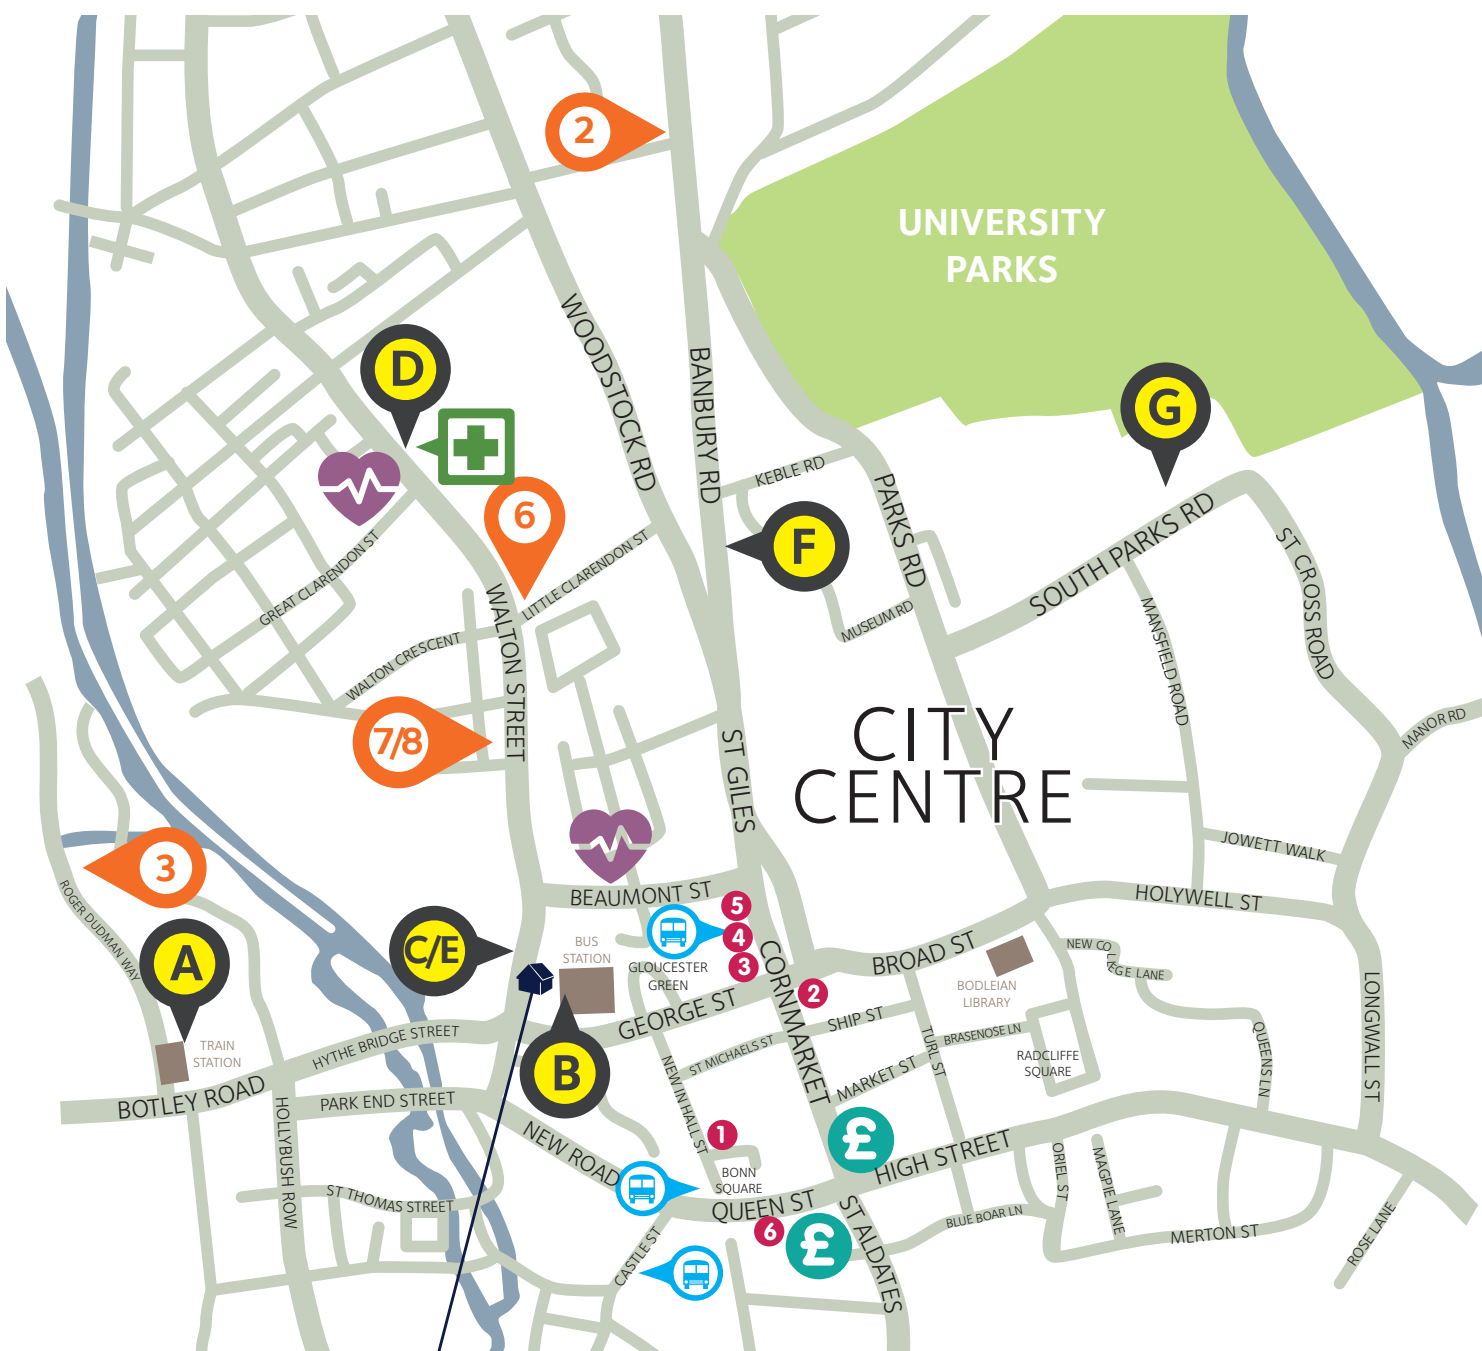 2
UNIVERSITY
PARKS
WOODSTOCK RD
BANBURY RD
D
G
KEBLE RD
PARKS RD
6
F
SOUTH PARKS RD
ST CROSS ROAD
GREAT CLARENDON ST
LITTLE CLARENDON ST
WALTON STREET
MUSEUM RD
MANSFIELD ROAD
WALTON CRESCENT
7/8
ST GILES
CITY
CENTRE
MANOR RD
3
JOWETT WALK
ROGER DUDMAN WAY
BEAUMONT ST
HOLYWELL ST
5
4
3
2
A
C/E
BUS
STATION
GLOUCESTER
GREEN
CORNMARKET
BROAD ST
NEW COLLEGE LANE
BODLEIAN
LIBRARY
LONGWALL ST
GEORGE ST
SHIP ST
TURL ST
BRASENOSE LN
QUEENS LN
TRAIN
STATION
HYTHE BRIDGE STREET
ST MICHAELS ST
RADCLIFFE
SQUARE
B
MARKET ST
BOTLEY ROAD
PARK END STREET
NEW IN HALL ST
HOLLYBUSH ROW
NEW ROAD
1
£
HIGH STREET
ORIEL ST
MAGPIE LANE
BONN
SQUARE
ST THOMAS STREET
QUEEN ST
6
£
ST ALDATES
BLUE BOAR LN
MERTON ST
ROSE LANE
CASTLE ST